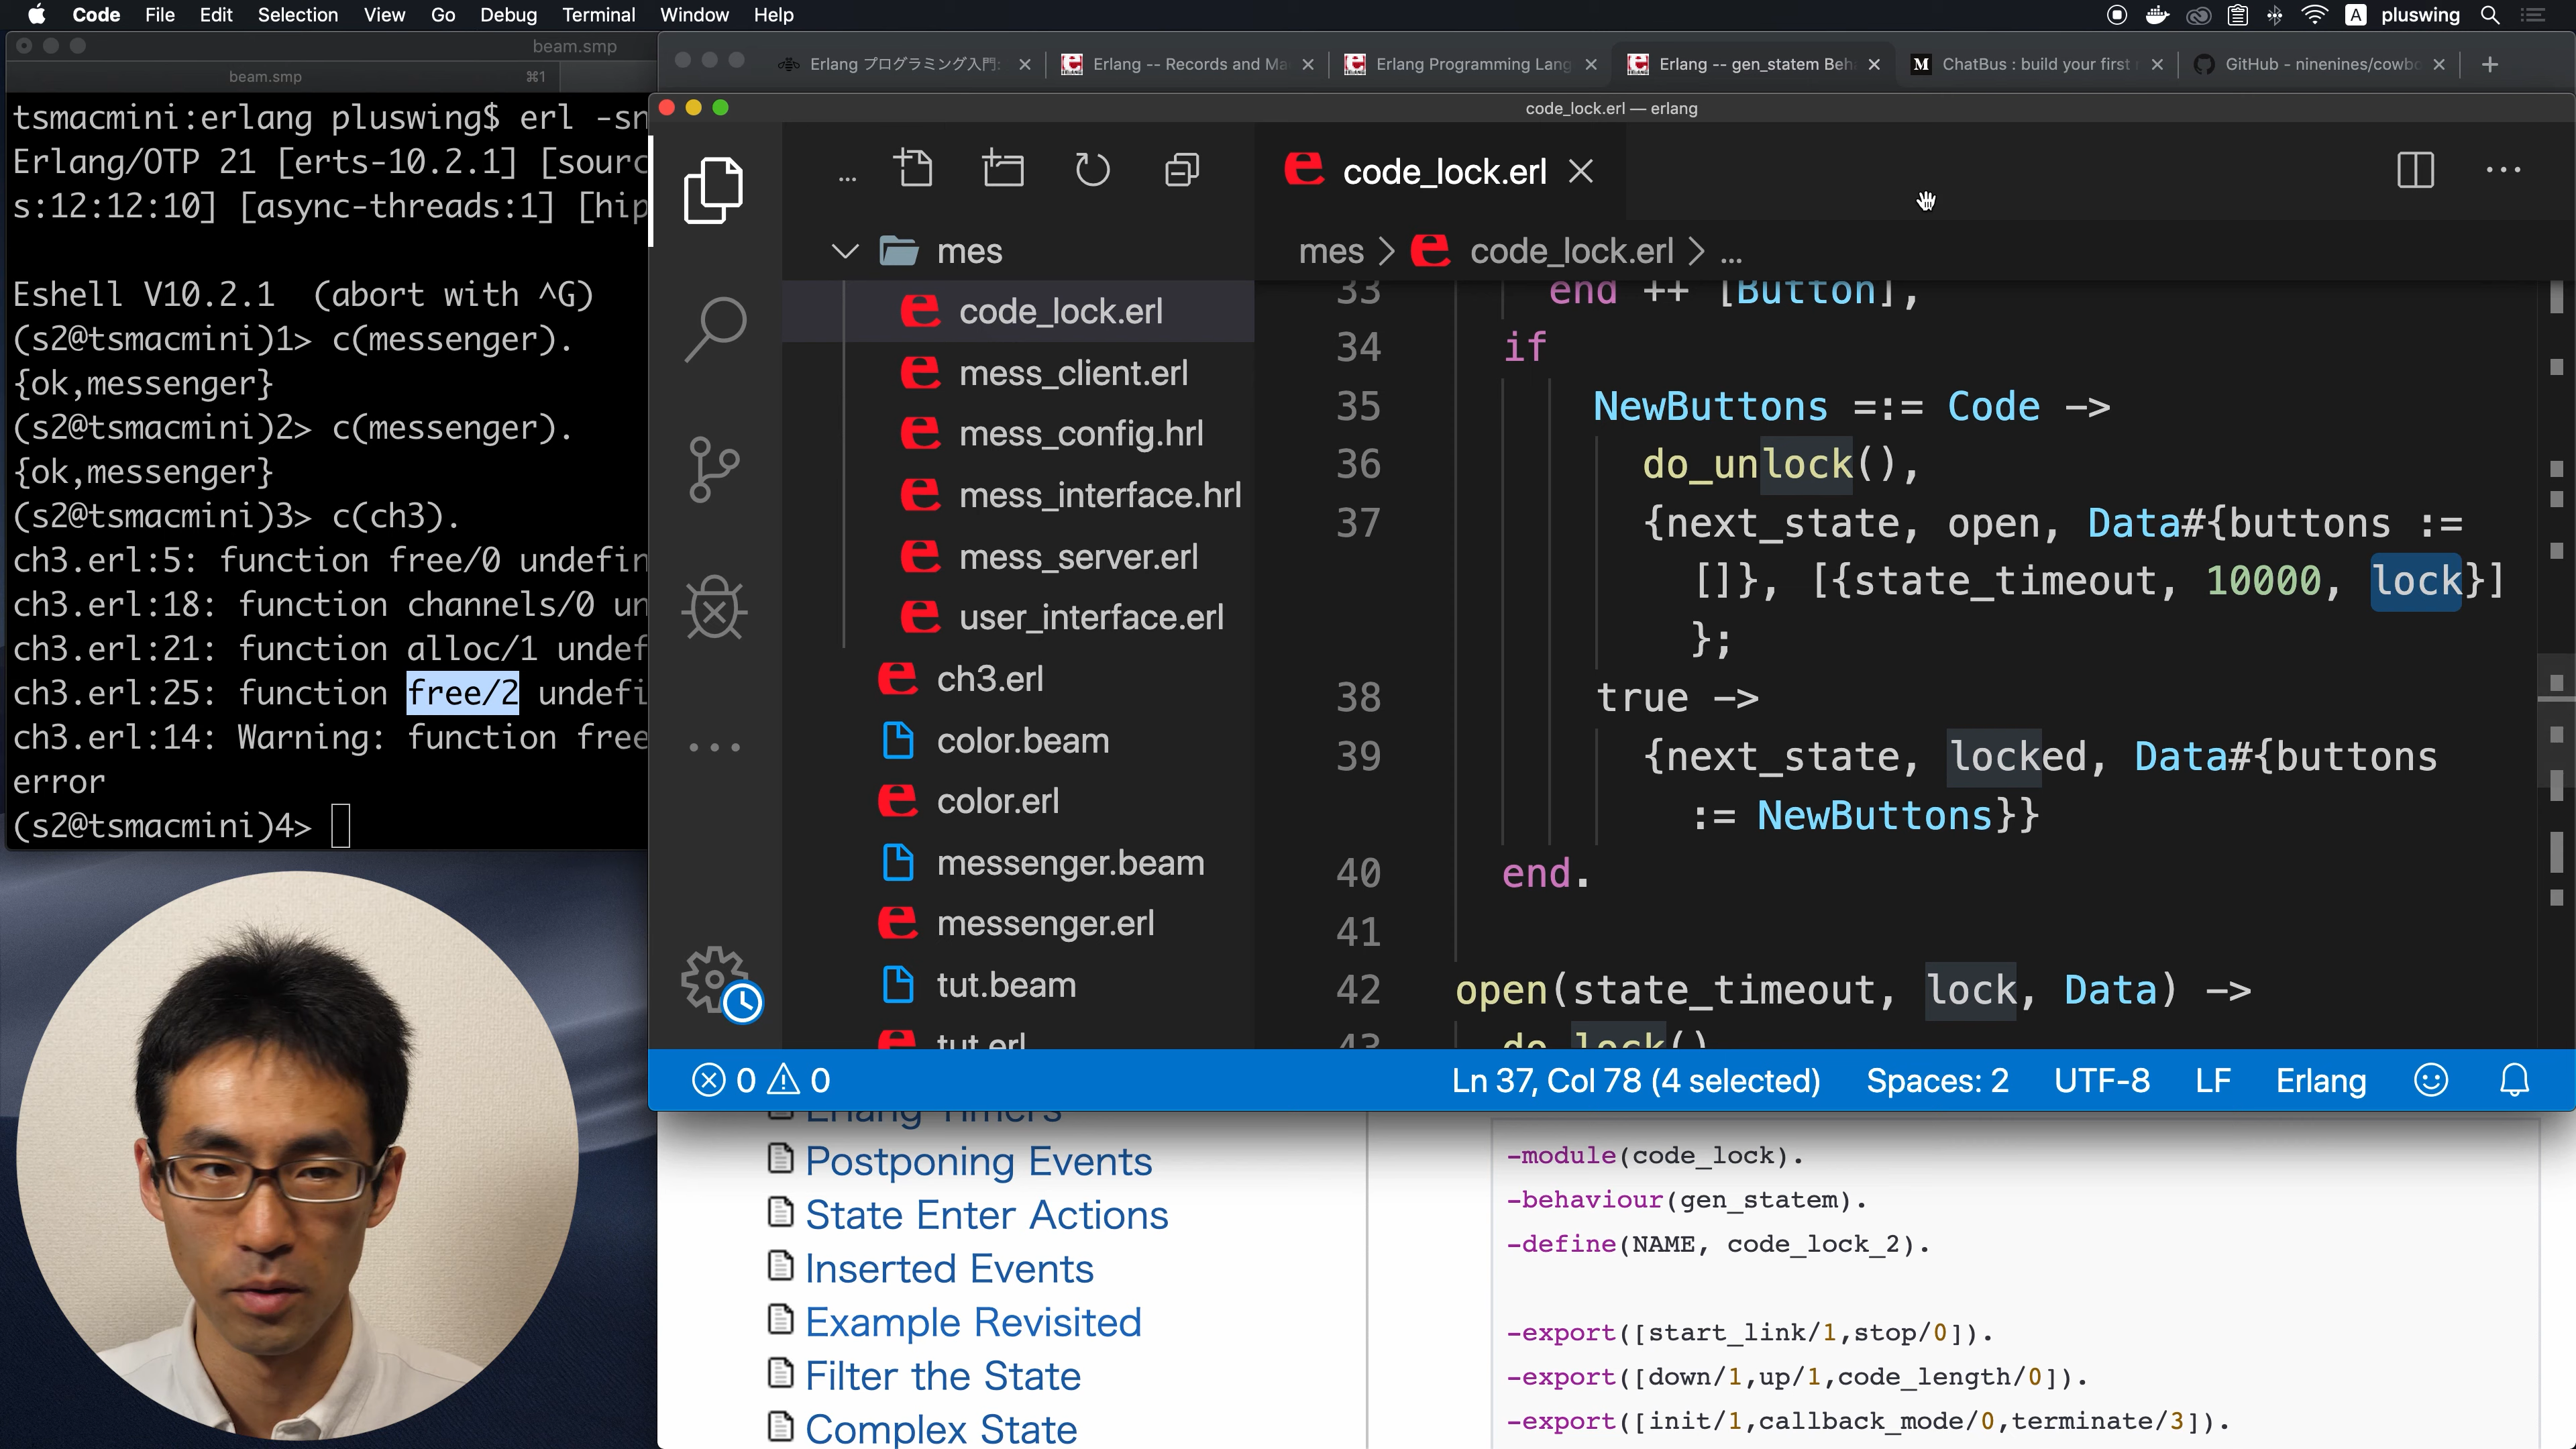 Code File Edit Selection View Go Debug Terminal Window Help
A pluswing
beam.smp
beam.smp ⌘1
tsmacmini:erlang pluswing$ erl -sn
Erlang/OTP 21 [erts-10.2.1] [sourc
s:12:12:10] [async-threads:1] [hip
Eshell V10.2.1 (abort with ^G)
(s2@tsmacmini)1> c(messenger).
{ok,messenger}
(s2@tsmacmini)2> c(messenger).
{ok,messenger}
(s2@tsmacmini)3> c(ch3).
ch3.erl:5: function free/0 undefin
ch3.erl:18: function channels/0 un
ch3.erl:21: function alloc/1 undef
ch3.erl:25: function free/2 undefi
ch3.erl:14: Warning: function free
error
(s2@tsmacmini)4>
Erlang プログラミング入門:
Erlang -- Records and Ma
Erlang Programming Lang
Erlang -- gen_statem Beh
ChatBus : build your first
GitHub - ninenines/cowbo
code_lock.erl — erlang
...
mes
code_lock.erl
mess_client.erl
mess_config.hrl
mess_interface.hrl
mess_server.erl
user_interface.erl
ch3.erl
color.beam
color.erl
messenger.beam
messenger.erl
tut.beam
tut.erl
code_lock.erl
mes > code_lock.erl > ...
33 end ++ [Button],
34 if
35 NewButtons =:= Code ->
36 do_unlock(),
37 {next_state, open, Data#{buttons :=
[]}, [{state_timeout, 10000, lock}]
};
38 true ->
39 {next_state, locked, Data#{buttons
:= NewButtons}}
40 end.
41
42 open(state_timeout, lock, Data) ->
43 do_lock()
0 0
Ln 37, Col 78 (4 selected) Spaces: 2 UTF-8 LF Erlang
Erlang Timers
Postponing Events
State Enter Actions
Inserted Events
Example Revisited
Filter the State
Complex State
-module(code_lock).
-behaviour(gen_statem).
-define(NAME, code_lock_2).
-export([start_link/1,stop/0]).
-export([down/1,up/1,code_length/0]).
-export([init/1,callback_mode/0,terminate/3]).